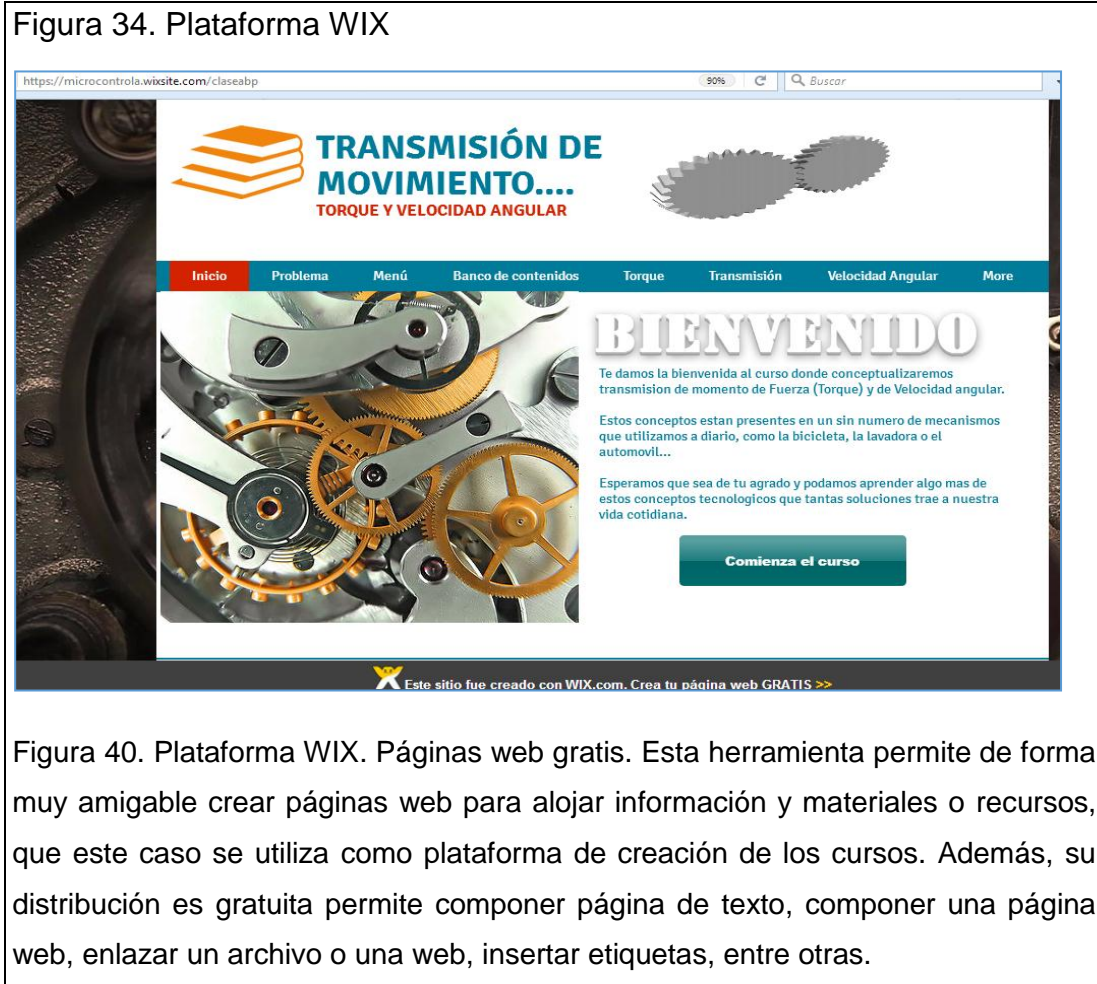 Figura 34. Plataforma WIX
https://microcontrola.wixsite.com/claseabp
90%
Buscar
TRANSMISIÓN DE
MOVIMIENTO....
TORQUE Y VELOCIDAD ANGULAR
Inicio Problema Menú Banco de contenidos Torque Transmisión Velocidad Angular More
BIENVENIDO
Te damos la bienvenida al curso donde conceptualizaremos
transmision de momento de Fuerza (Torque) y de Velocidad angular.
Estos conceptos estan presentes en un sin numero de mecanismos
que utilizamos a diario, como la bicicleta, la lavadora o el
automovil...
Esperamos que sea de tu agrado y podamos aprender algo mas de
estos conceptos tecnologicos que tantas soluciones trae a nuestra
vida cotidiana.
Comienza el curso
Este sitio fue creado con WIX.com. Crea tu página web GRATIS >>
Figura 40. Plataforma WIX. Páginas web gratis. Esta herramienta permite de forma
muy amigable crear páginas web para alojar información y materiales o recursos,
que este caso se utiliza como plataforma de creación de los cursos. Además, su
distribución es gratuita permite componer página de texto, componer una página
web, enlazar un archivo o una web, insertar etiquetas, entre otras.